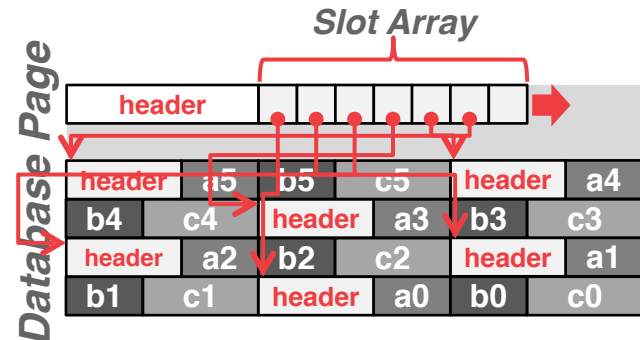 Slot Array
Database Page
header
header a5 b5 c5 header a4
b4 c4 header a3 b3 c3
header a2 b2 c2 header a1
b1 c1 header a0 b0 c0